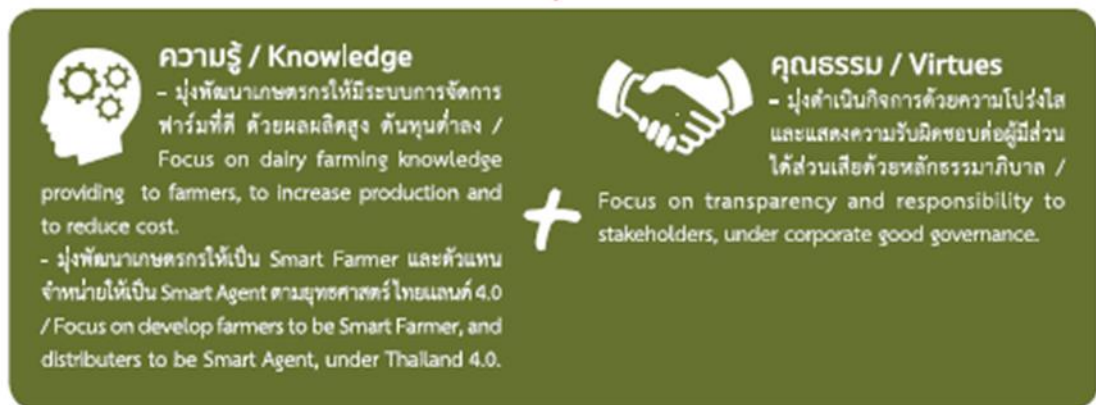 ความรู้ / Knowledge
- มุ่งพัฒนาเกษตรกรให้มีระบบการจัดการ
ฟาร์มที่ดี ด้วยผลผลิตสูง ต้นทุนต่ำลง /
Focus on dairy farming knowledge
providing to farmers, to increase production and
to reduce cost.
- มุ่งพัฒนาเกษตรกรให้เป็น Smart Farmer และตัวแทน
จำหน่ายให้เป็น Smart Agent ตามยุทธศาสตร์ไทยแลนด์ 4.0
/ Focus on develop farmers to be Smart Farmer, and
distributers to be Smart Agent, under Thailand 4.0.
+
คุณธรรม / Virtues
- มุ่งดำเนินกิจการด้วยความโปร่งใส
และแสดงความรับผิดชอบต่อผู้มีส่วน
ได้ส่วนเสียด้วยหลักธรรมาภิบาล /
Focus on transparency and responsibility to
stakeholders, under corporate good governance.